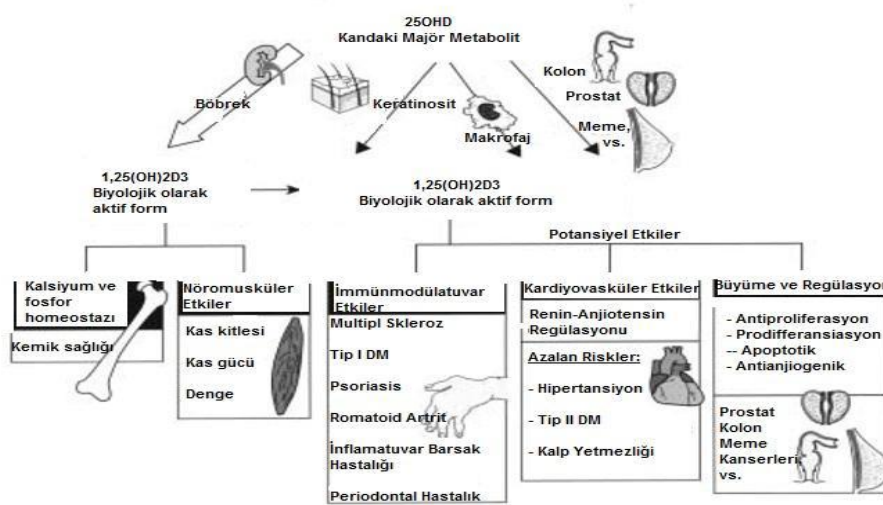 25OHD
Kandaki Majör Metabolit
Böbrek
Keratinosit
Makrofaj
Kolon
Prostat
Meme,
vs.
1,25(OH)2D3
Biyolojik olarak
aktif form
1,25(OH)2D3
Biyolojik olarak aktif form
Potansiyel Etkiler
Kalsiyum ve
fosfor
homeostazı
Kemik sağlığı
Nöromusküler
Etkiler
Kas kitlesi
Kas gücü
Denge
İmmünmodülatuvar
Etkiler
Multipl Skleroz
Tip I DM
Psoriasis
Romatoid Artrit
İnflamatuvar Barsak
Hastalığı
Periodontal Hastalık
Kardiyovasküler Etkiler
Renin-Anjiotensin
Regülasyonu
Azalan Riskler:
- Hipertansiyon
- Tip II DM
- Kalp Yetmezliği
Büyüme ve Regülasyon
- Antiproliferasyon
- Prodifferansiasyon
-- Apoptotik
- Antianjiogenik
Prostat
Kolon
Meme
Kanserleri
vs.